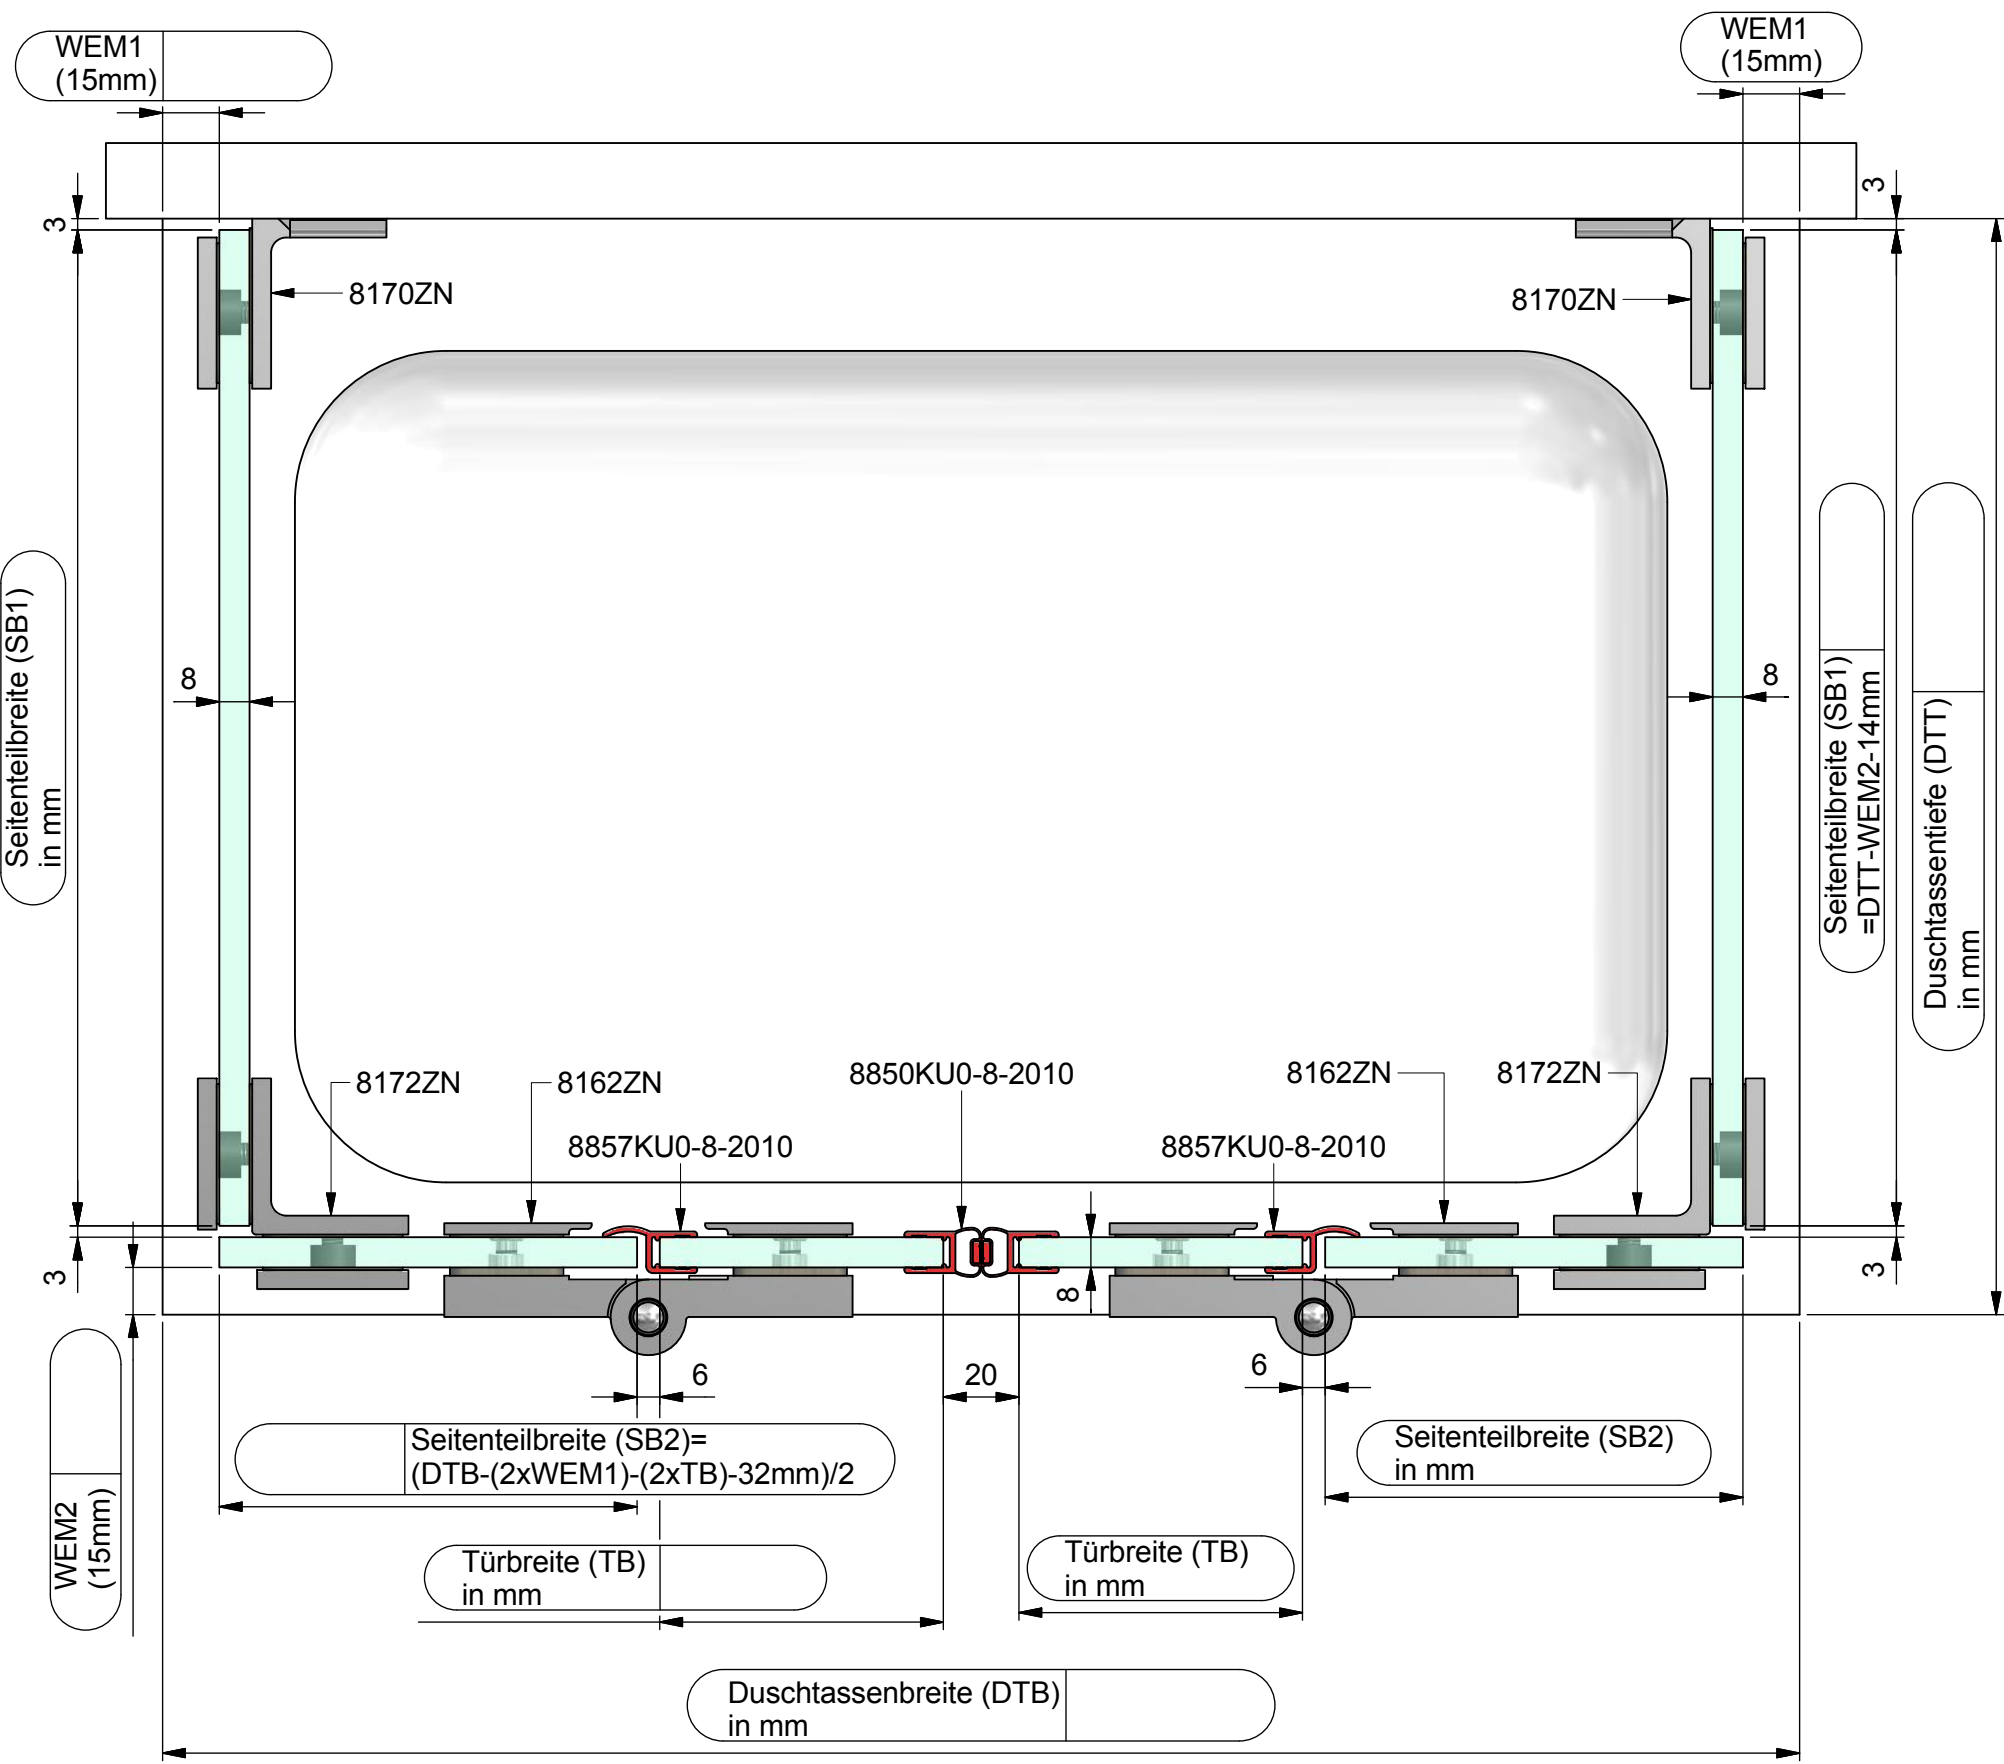 WEM1
(15mm)
WEM1
(15mm)
3
3
8170ZN
8170ZN
Seitenteilbreite (SB1)
in mm
8
8
Seitenteilbreite (SB1)
=DTT-WEM2-14mm
Duschtassentiefe (DTT)
in mm
8172ZN
8162ZN
8850KU0-8-2010
8162ZN
8172ZN
8857KU0-8-2010
8857KU0-8-2010
3
8
3
6
20
6
Seitenteilbreite (SB2)=
(DTB-(2xWEM1)-(2xTB)-32mm)/2
Seitenteilbreite (SB2)
in mm
WEM2
(15mm)
Türbreite (TB)
in mm
Türbreite (TB)
in mm
Duschtassenbreite (DTB)
in mm